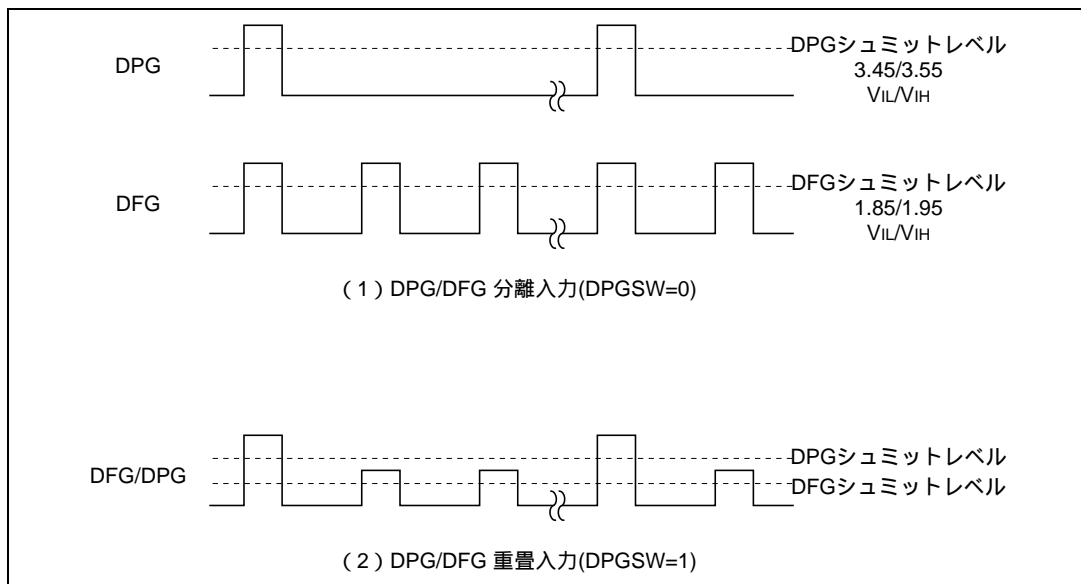 DPG
DPGシュミットレベル
3.45/3.55
VIL/VIH
DFG
DFGシュミットレベル
1.85/1.95
VIL/VIH
（1）DPG/DFG 分離入力(DPGSW=0)
DFG/DPG
DPGシュミットレベル
DFGシュミットレベル
（2）DPG/DFG 重畳入力(DPGSW=1)